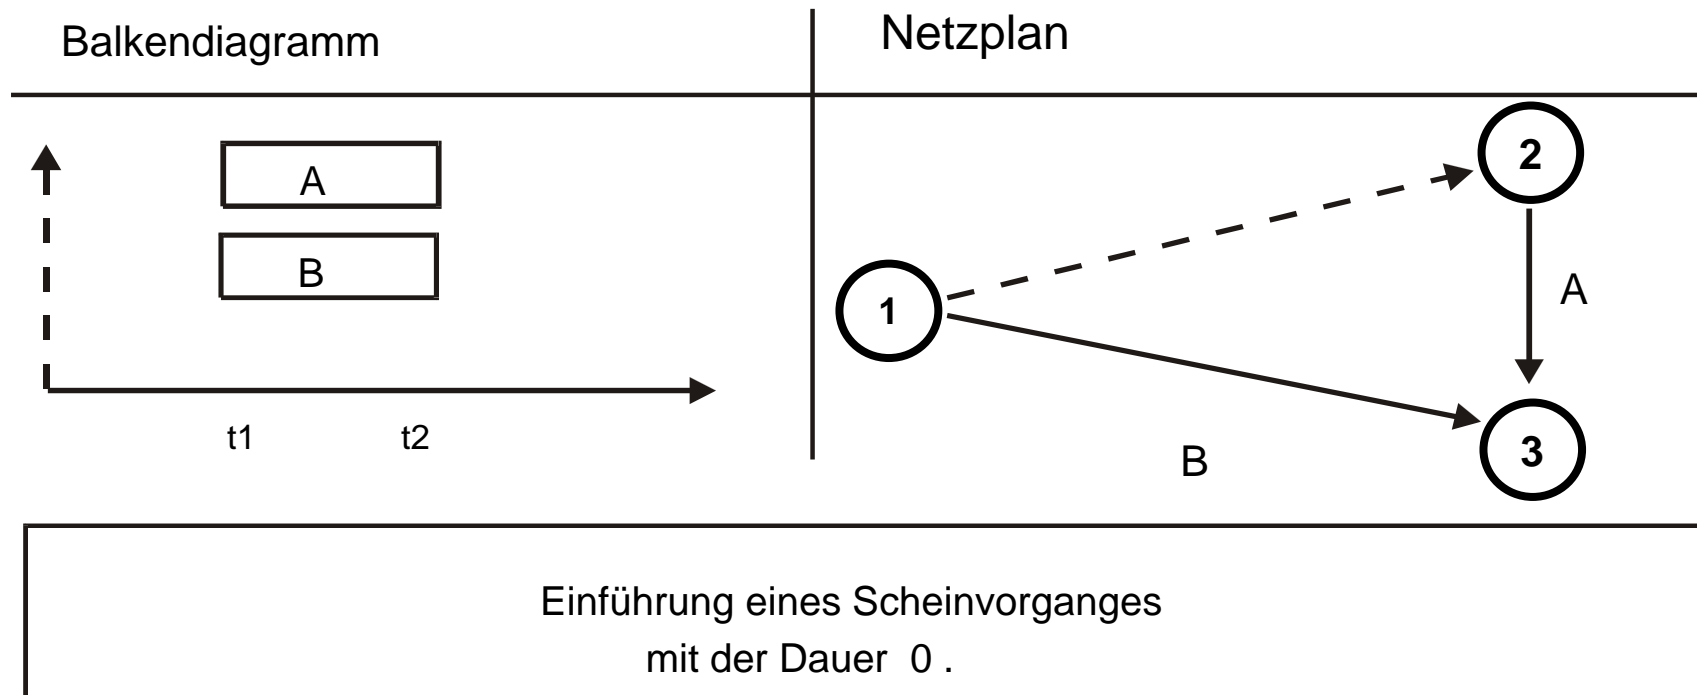 Balkendiagramm
Netzplan
A
B
t1 t2
2
1
A
B
3
Einführung eines Scheinvorganges
mit der Dauer 0 .